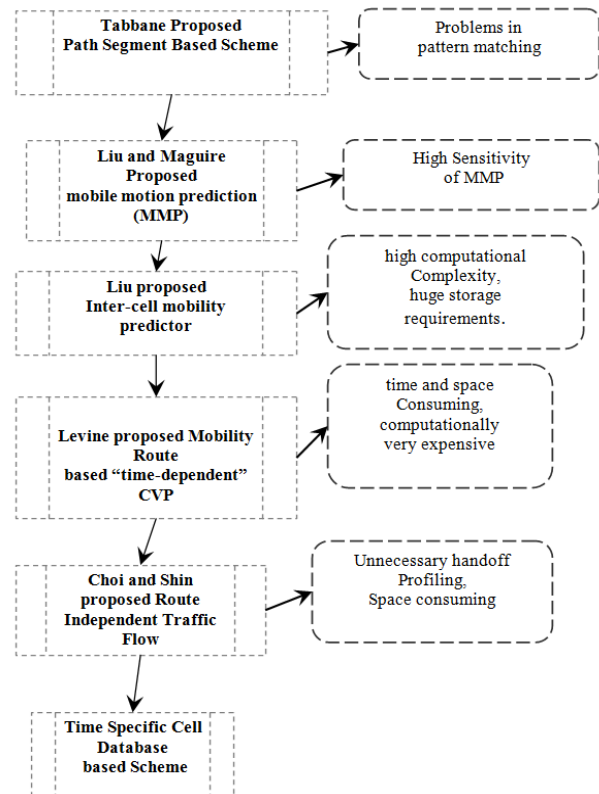 Tabbane Proposed
Path Segment Based Scheme
Problems in
pattern matching
Liu and Maguire
Proposed
mobile motion prediction
(MMP)
High Sensitivity
of MMP
Liu proposed
Inter-cell mobility
predictor
high computational
Complexity,
huge storage
requirements.
Levine proposed Mobility
Route
based “time-dependent”
CVP
time and space
Consuming,
computationally
very expensive
Choi and Shin
proposed Route
Independent Traffic
Flow
Unnecessary handoff
Profiling,
Space consuming
Time Specific Cell
Database
based Scheme